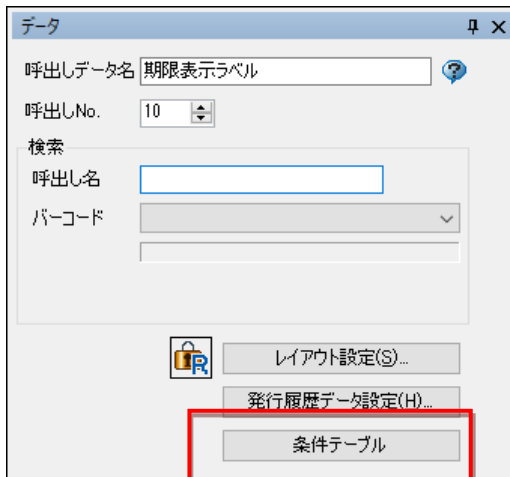 データ
呼出しデータ名 期限表示ラベル
呼出しNo. 10
検索
呼出し名
バーコード
R
レイアウト設定(S)...
発行履歴データ設定(H)...
条件テーブル